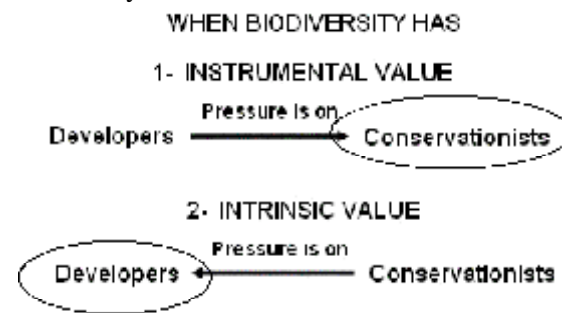 WHEN BIODIVERSITY HAS
1- INSTRUMENTAL VALUE
Pressure is on
Developers Conservationists
2- INTRINSIC VALUE
Pressure is on
Developers Conservationists